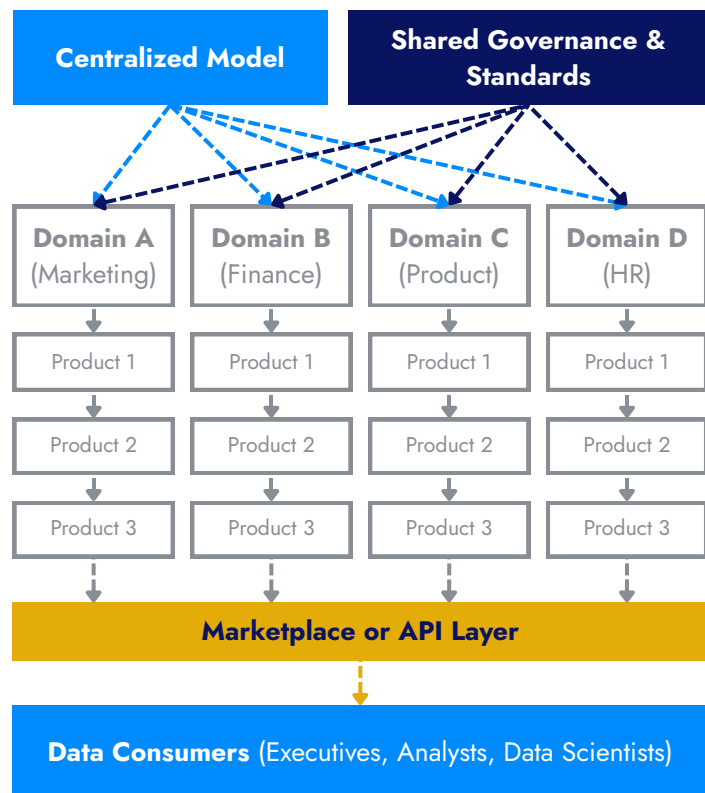 Centralized Model
Shared Governance &
Standards
Domain A
(Marketing)
Domain B
(Finance)
Domain C
(Product)
Domain D
(HR)
Product 1
Product 1
Product 1
Product 1
Product 2
Product 2
Product 2
Product 2
Product 3
Product 3
Product 3
Product 3
Marketplace or API Layer
Data Consumers (Executives, Analysts, Data Scientists)